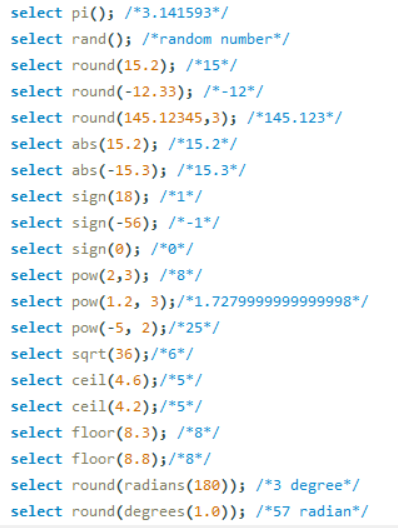 select pi(); /*3.141593*/
select rand(); /*random number*/
select round(15.2); /*15*/
select round(-12.33); /*-12*/
select round(145.12345,3); /*145.123*/
select abs(15.2); /*15.2*/
select abs(-15.3); /*15.3*/
select sign(18); /*1*/
select sign(-56); /*-1*/
select sign(0); /*0*/
select pow(2,3); /*8*/
select pow(1.2, 3);/*1.7279999999999998*/
select pow(-5, 2);/*25*/
select sqrt(36);/*6*/
select ceil(4.6);/*5*/
select ceil(4.2);/*5*/
select floor(8.3); /*8*/
select floor(8.8);/*8*/
select round(radians(180)); /*3 degree*/
select round(degrees(1.0)); /*57 radian*/